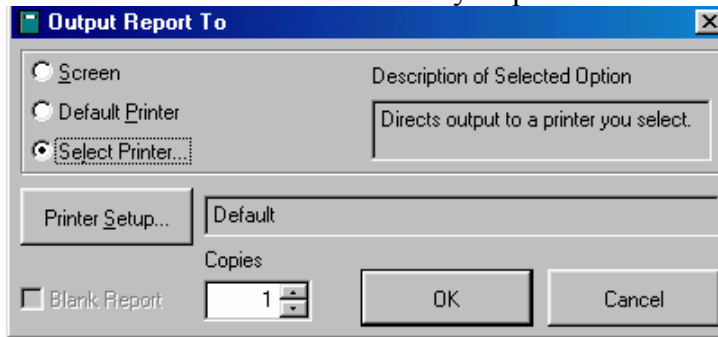 Output Report To
Screen
Description of Selected Option
Default Printer
Directs output to a printer you select.
Select Printer...
Printer Setup...
Default
Copies
Blank Report
1
OK
Cancel